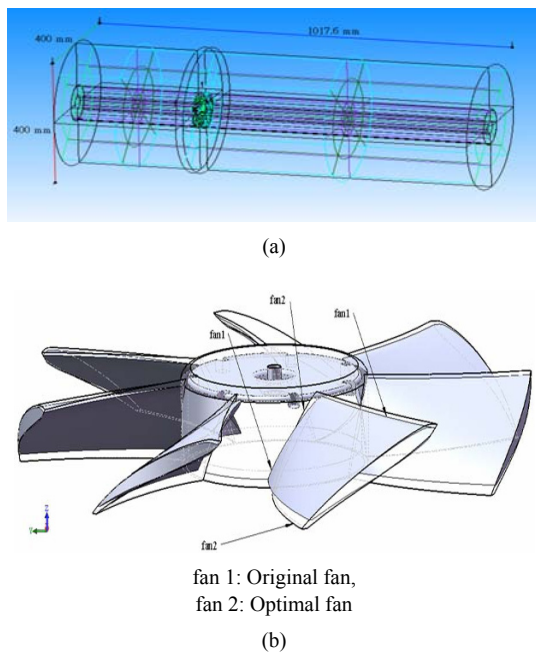 1017.6 mm
400 mm
400 mm
(a)
fan2
fan1
fan1
fan2
Z
Y
fan 1: Original fan,
fan 2: Optimal fan
(b)